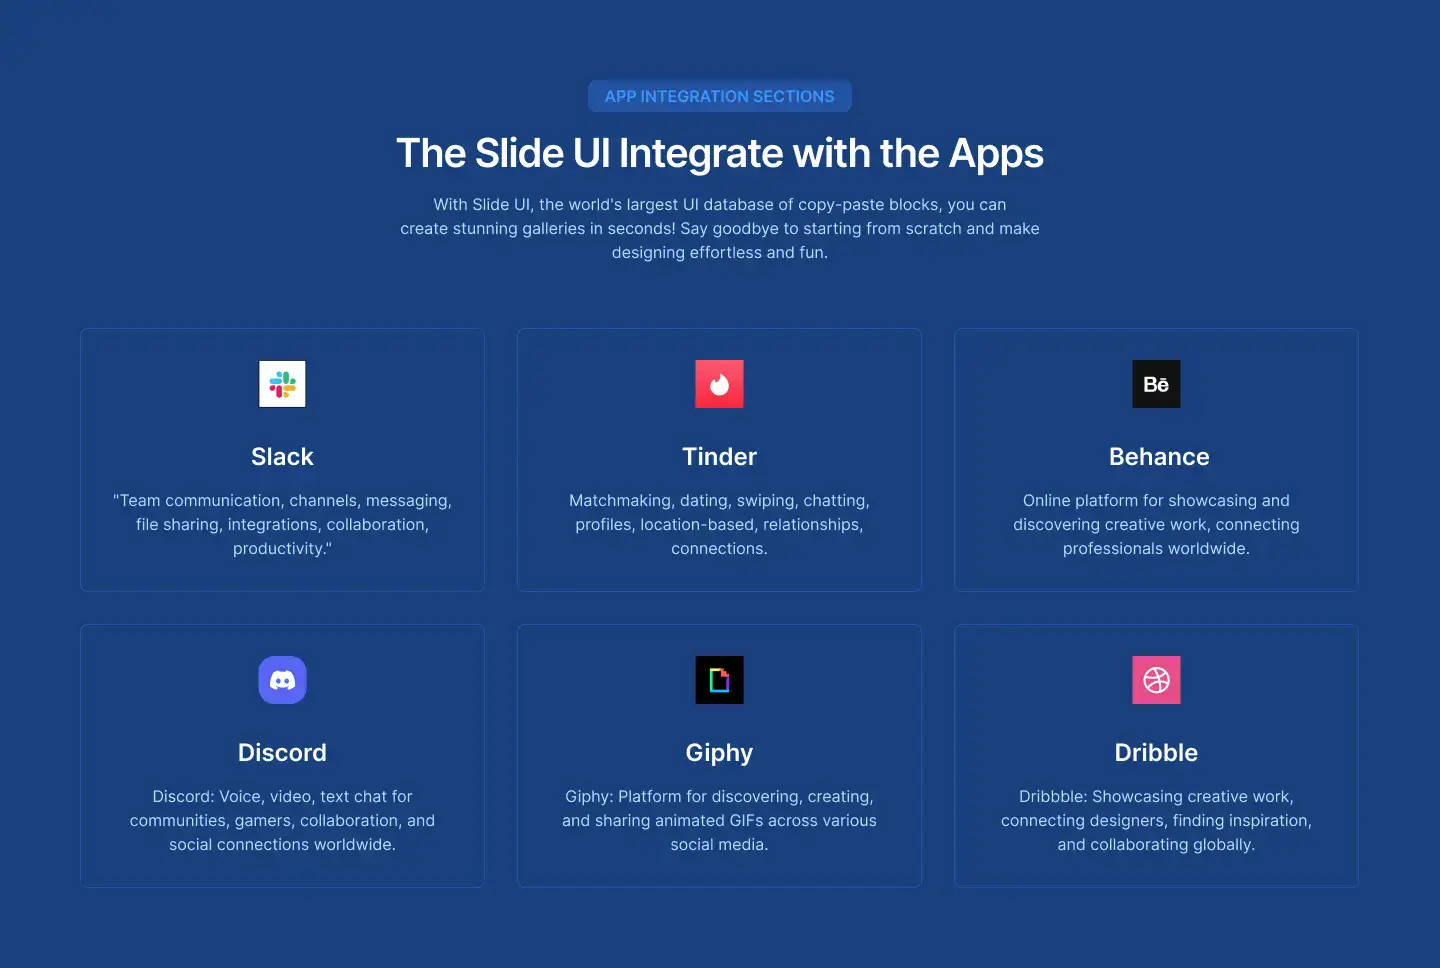 APP INTEGRATION SECTIONS
The Slide UI Integrate with the Apps
With Slide UI, the world's largest UI database of copy-paste blocks, you can
create stunning galleries in seconds! Say goodbye to starting from scratch and make
designing effortless and fun.
Slack
"Team communication, channels, messaging,
file sharing, integrations, collaboration,
productivity."
Tinder
Matchmaking, dating, swiping, chatting,
profiles, location-based, relationships,
connections.
Bē
Behance
Online platform for showcasing and
discovering creative work, connecting
professionals worldwide.
Discord
Discord: Voice, video, text chat for
communities, gamers, collaboration, and
social connections worldwide.
Giphy
Giphy: Platform for discovering, creating,
and sharing animated GIFs across various
social media.
Dribble
Dribbble: Showcasing creative work,
connecting designers, finding inspiration,
and collaborating globally.